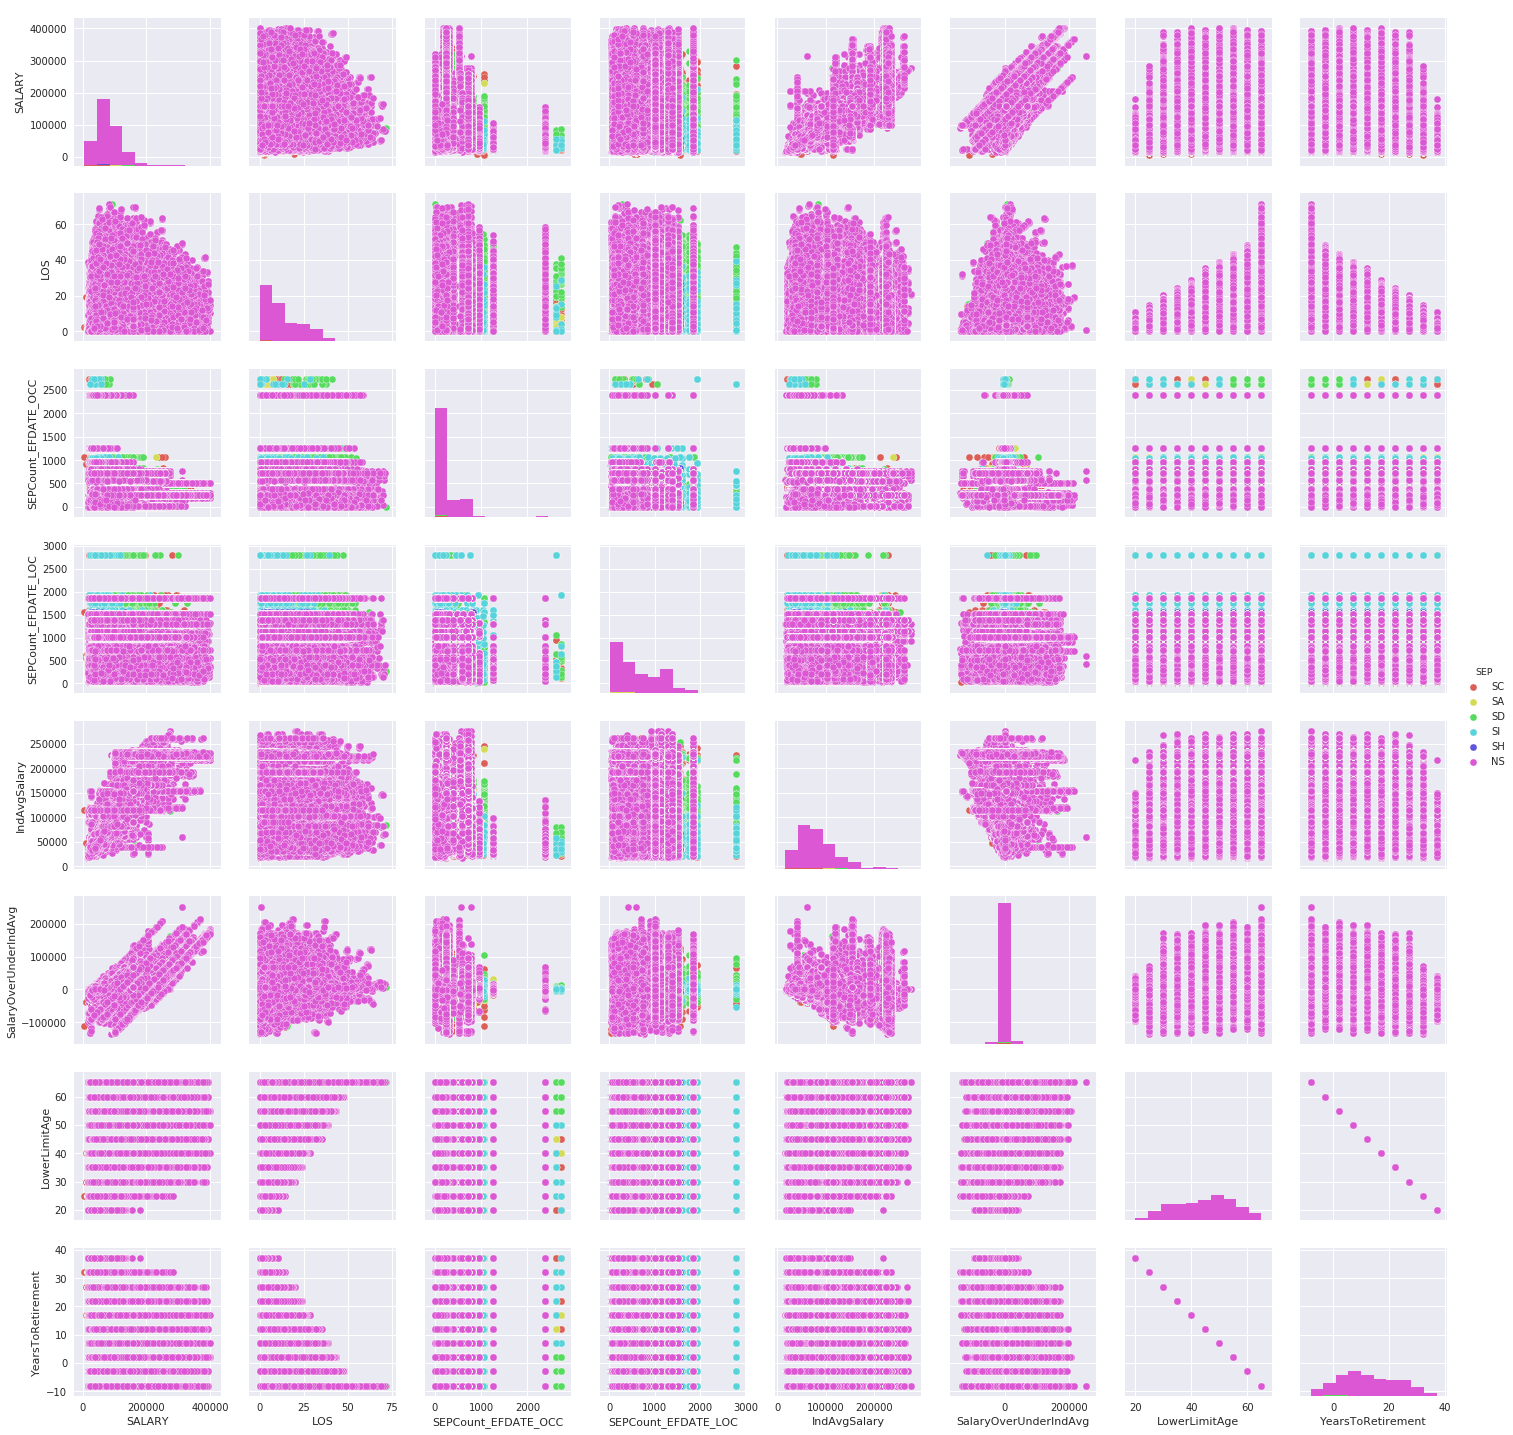 400000
300000
200000
100000
0
SALARY
60
40
20
0
LOS
2500
2000
1500
1000
500
0
SEPCount_EFDATE_OCC
3000
2500
2000
1500
1000
500
0
SEPCount_EFDATE_LOC
SEP
SC
SA
SD
SI
SH
NS
250000
200000
150000
100000
50000
0
IndAvgSalary
200000
100000
0
−100000
SalaryOverUnderIndAvg
60
50
40
30
20
LowerLimitAge
40
30
20
10
0
−10
YearsToRetirement
0 200000 400000
SALARY
0 25 50 75
LOS
0 1000 2000
SEPCount_EFDATE_OCC
0 1000 2000 3000
SEPCount_EFDATE_LOC
0 100000 200000
IndAvgSalary
0 200000
SalaryOverUnderIndAvg
20 40 60
LowerLimitAge
0 20 40
YearsToRetirement